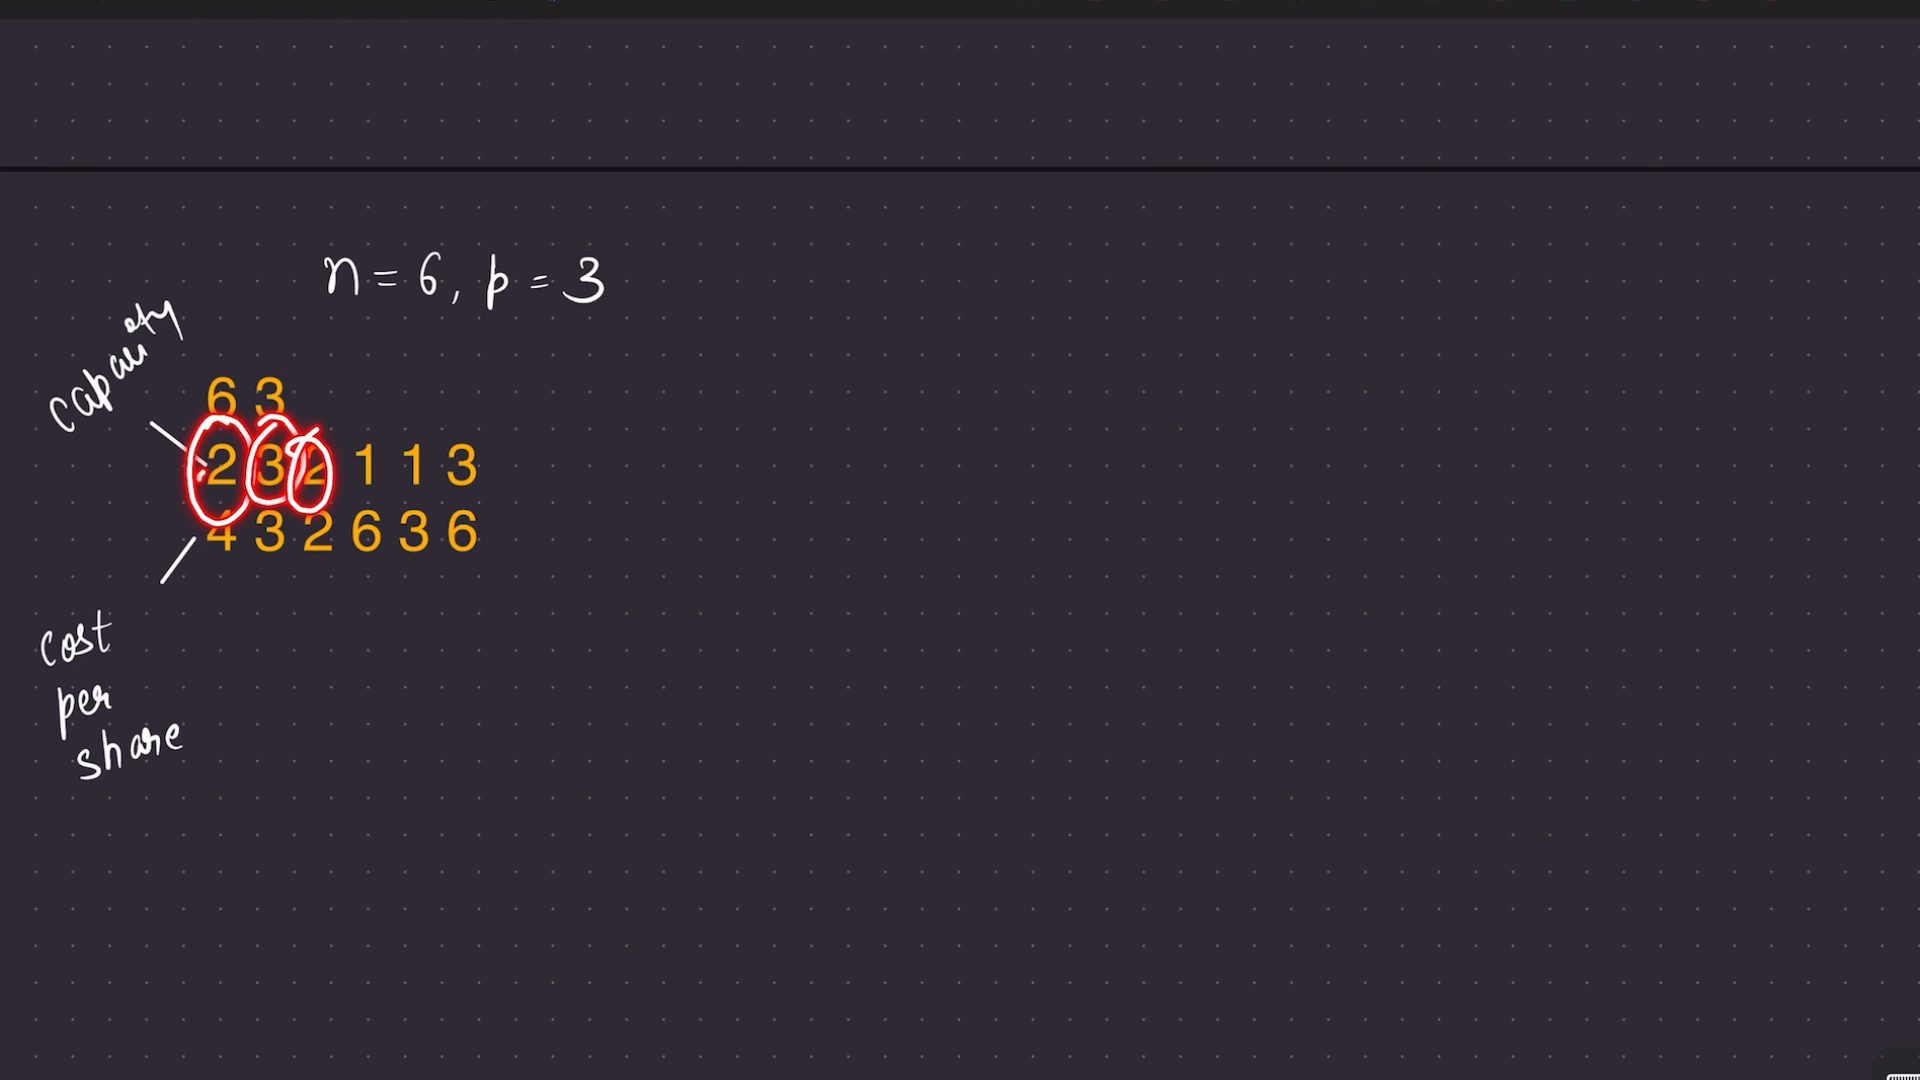 n = 6, p = 3
capacity
6 3
2 3 2 1 1 3
4 3 2 6 3 6
cost
per
share